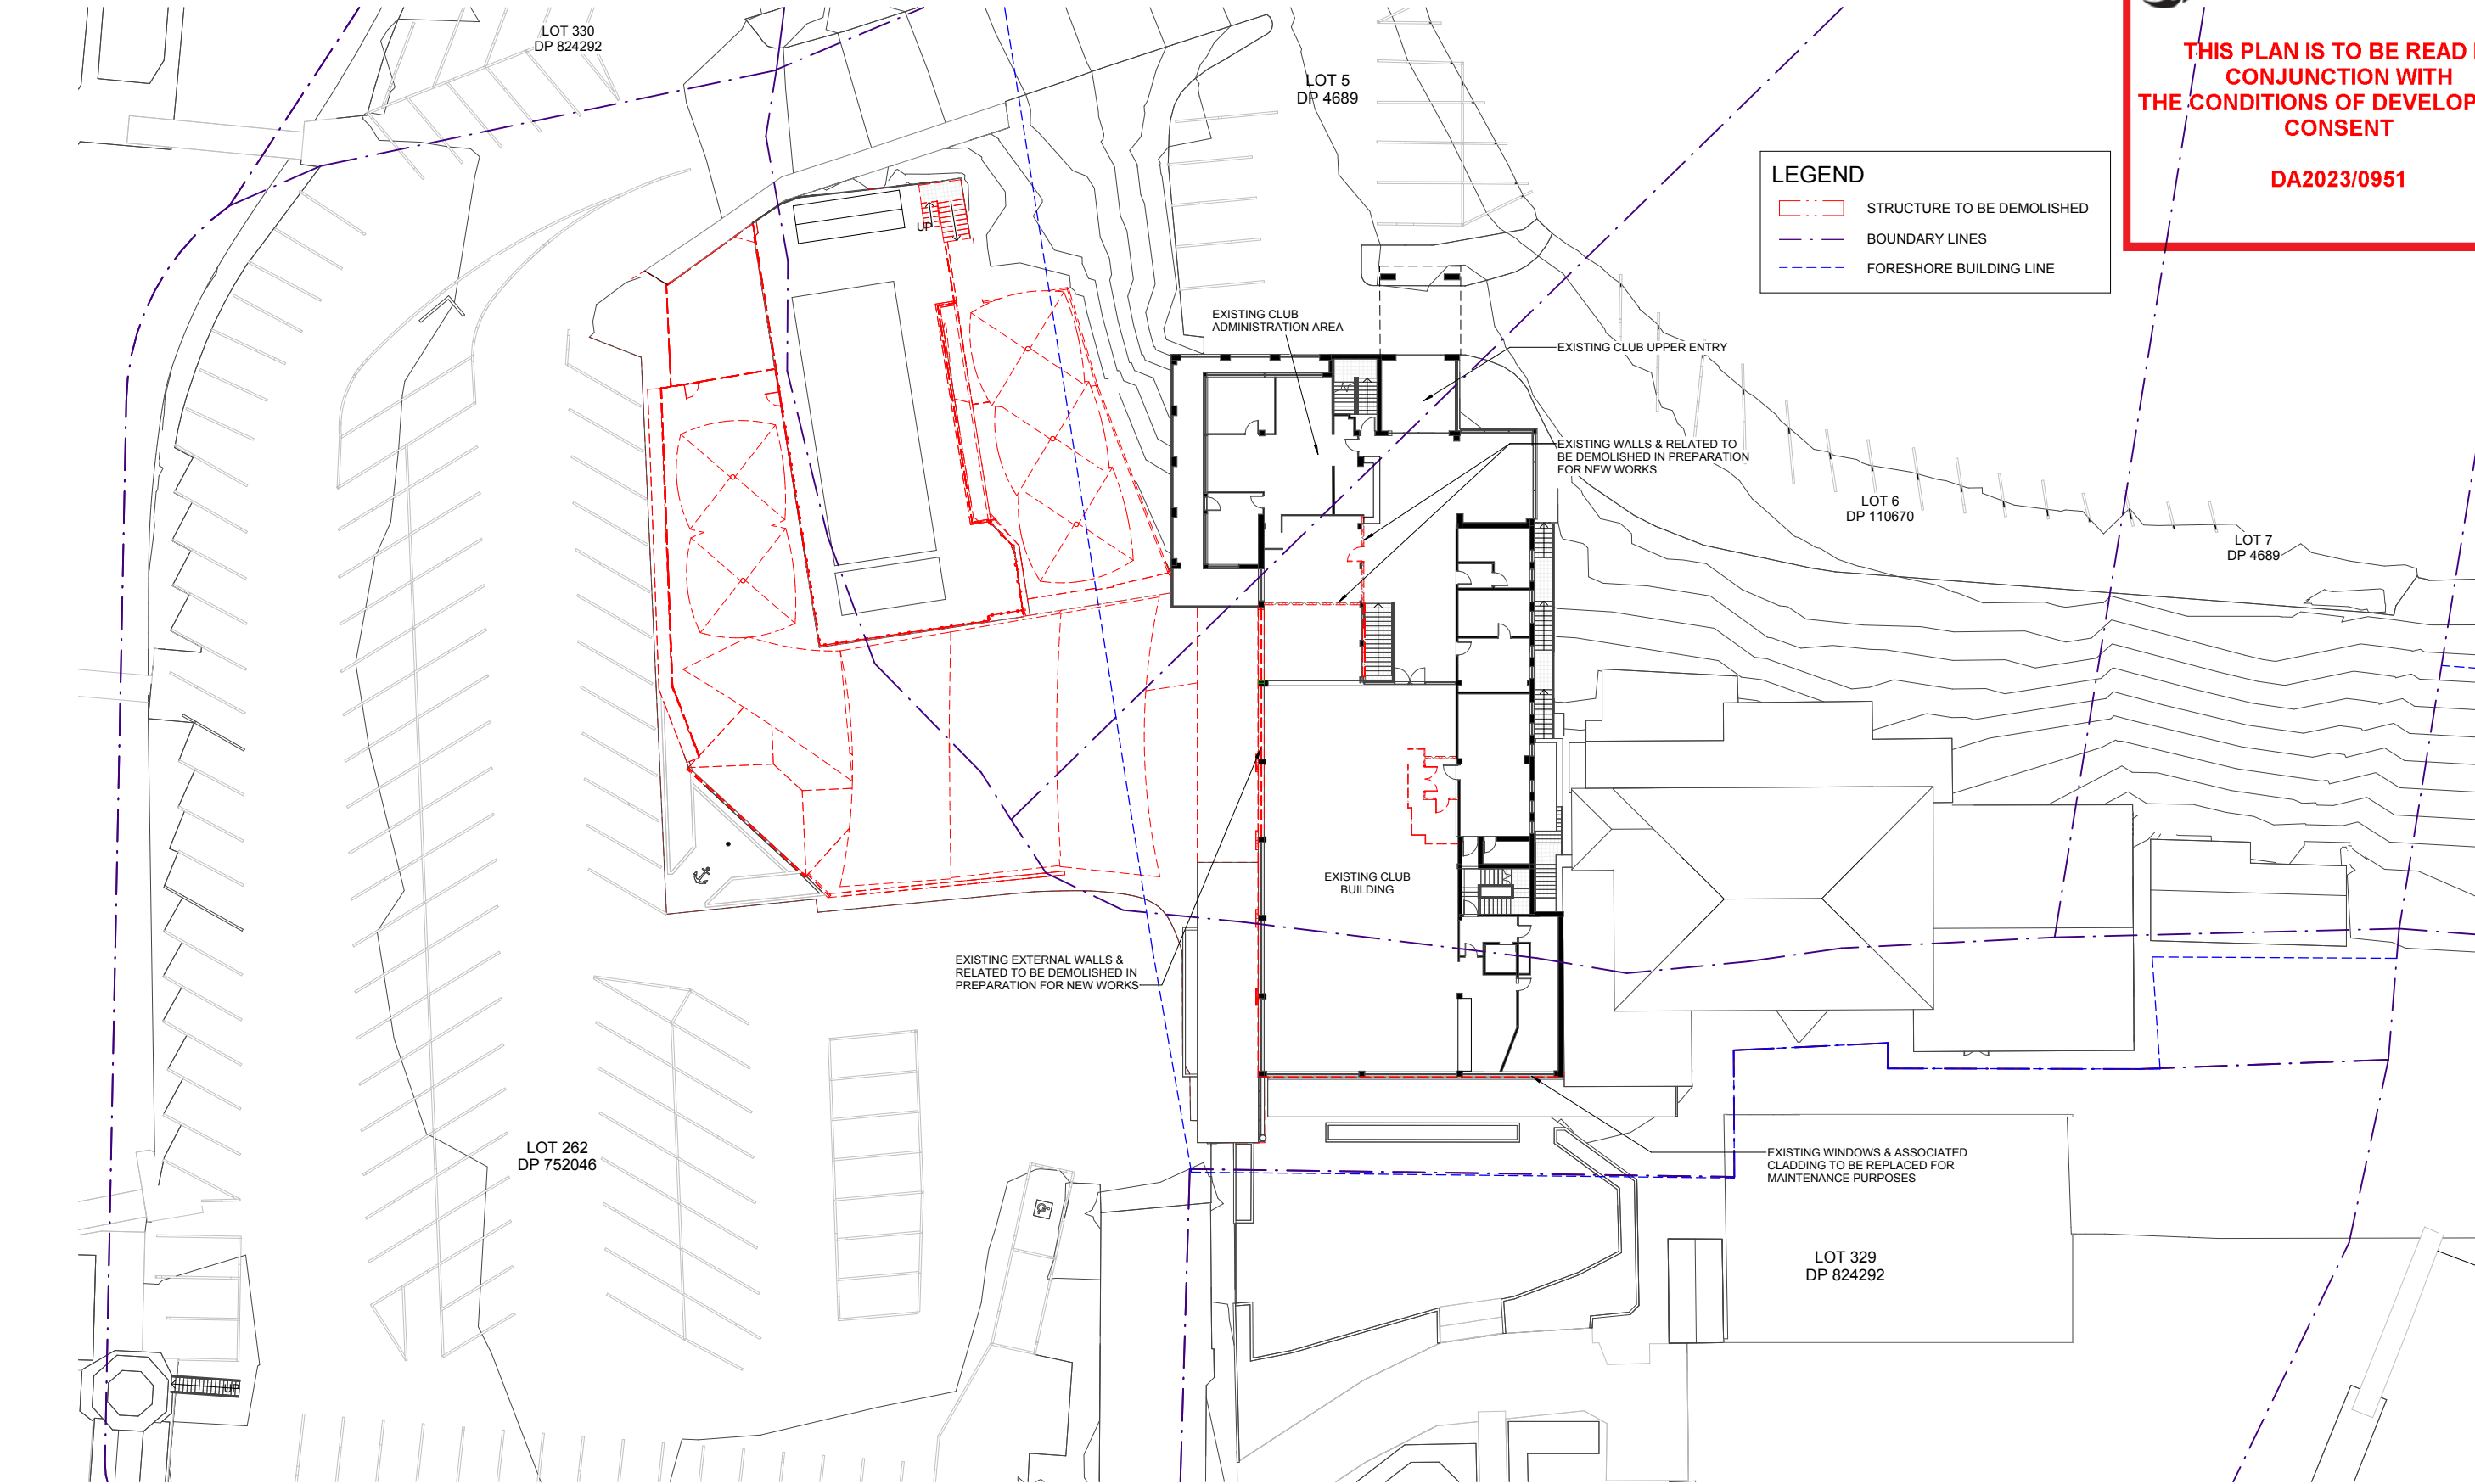 LOT 330
DP 824292
LOT 5
DP 4689
THIS PLAN IS TO BE READ
CONJUNCTION WITH
THE CONDITIONS OF DEVELOP
CONSENT
DA2023/0951
LEGEND
STRUCTURE TO BE DEMOLISHED
BOUNDARY LINES
FORESHORE BUILDING LINE
UP
EXISTING CLUB
ADMINISTRATION AREA
EXISTING CLUB UPPER ENTRY
EXISTING WALLS & RELATED TO
BE DEMOLISHED IN PREPARATION
FOR NEW WORKS
LOT 6
DP 110670
LOT 7
DP 4689
EXISTING CLUB
BUILDING
EXISTING EXTERNAL WALLS &
RELATED TO BE DEMOLISHED IN
PREPARATION FOR NEW WORKS
LOT 262
DP 752046
EXISTING WINDOWS & ASSOCIATED
CLADDING TO BE REPLACED FOR
MAINTENANCE PURPOSES
LOT 329
DP 824292
UP